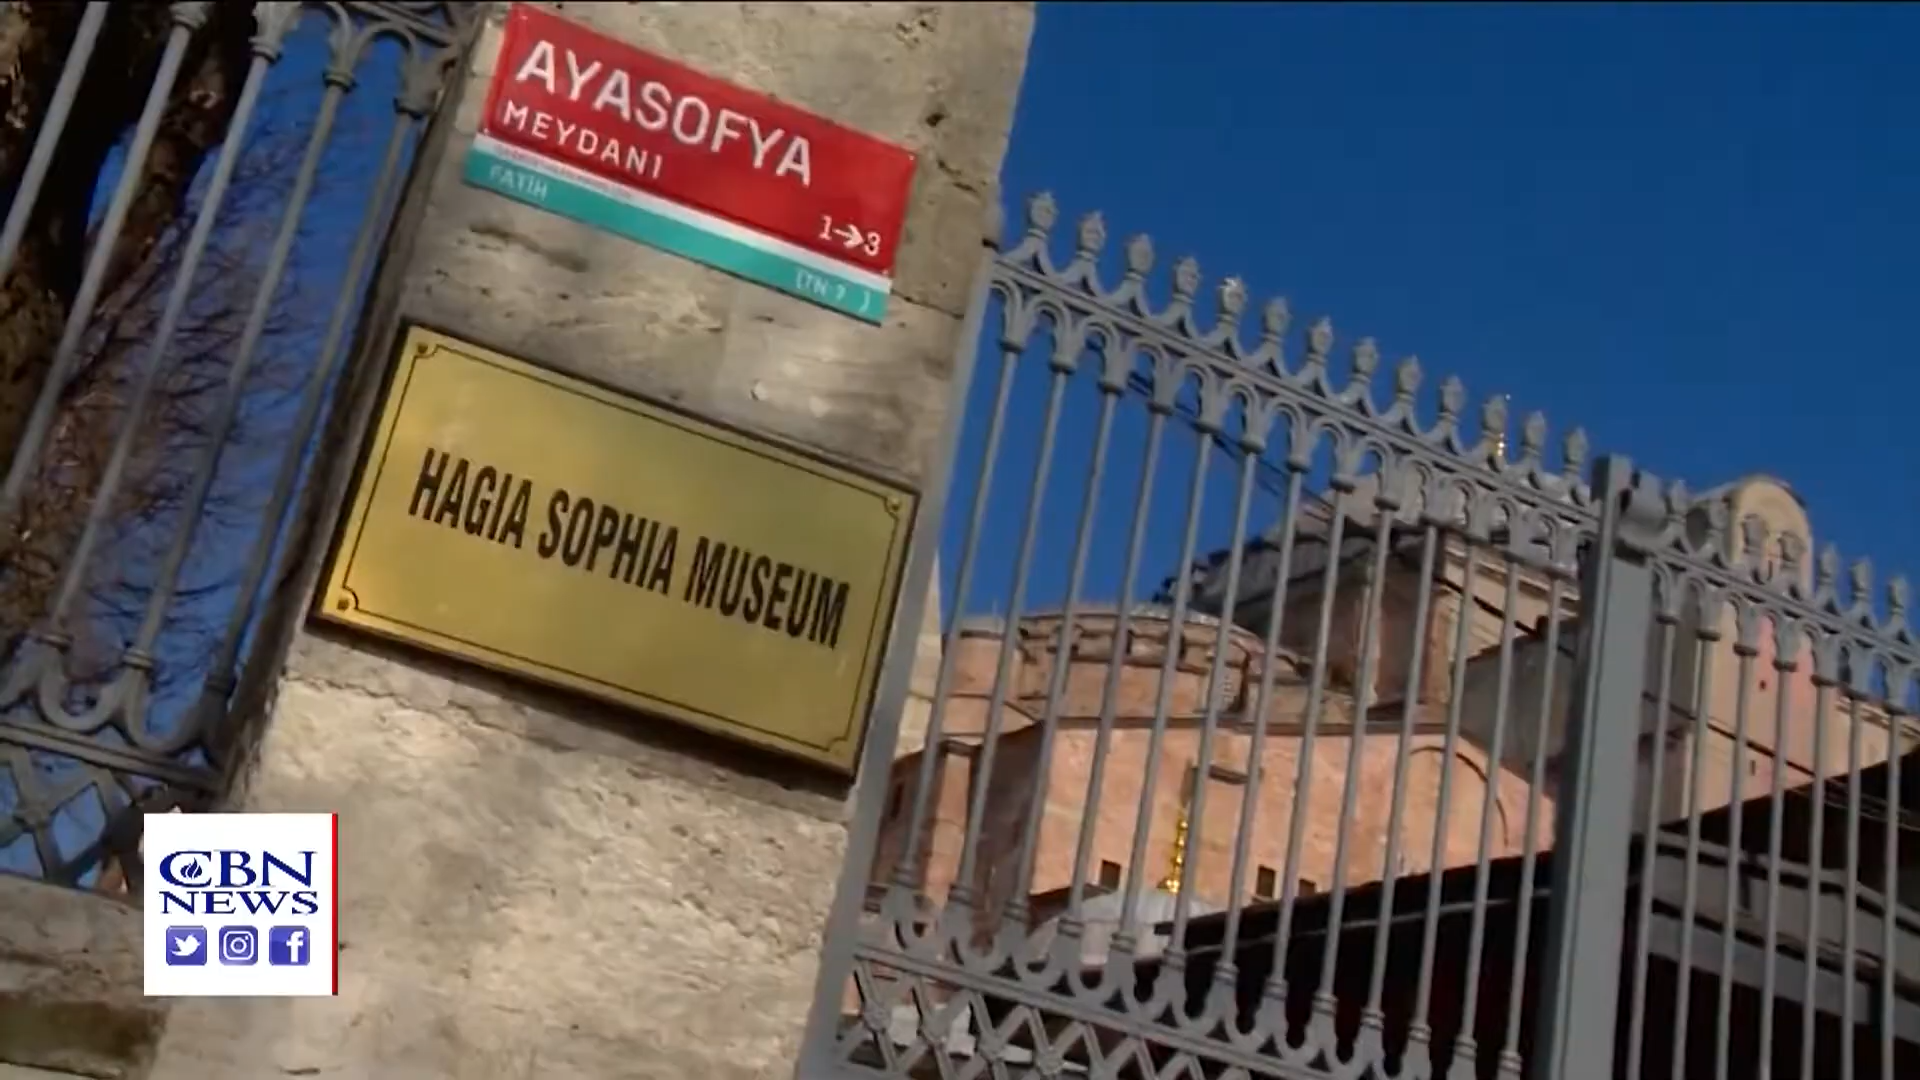 AYASOFYA
MEYDANI
1→3
FATİH
HAGIA SOPHIA MUSEUM
CBN
NEWS